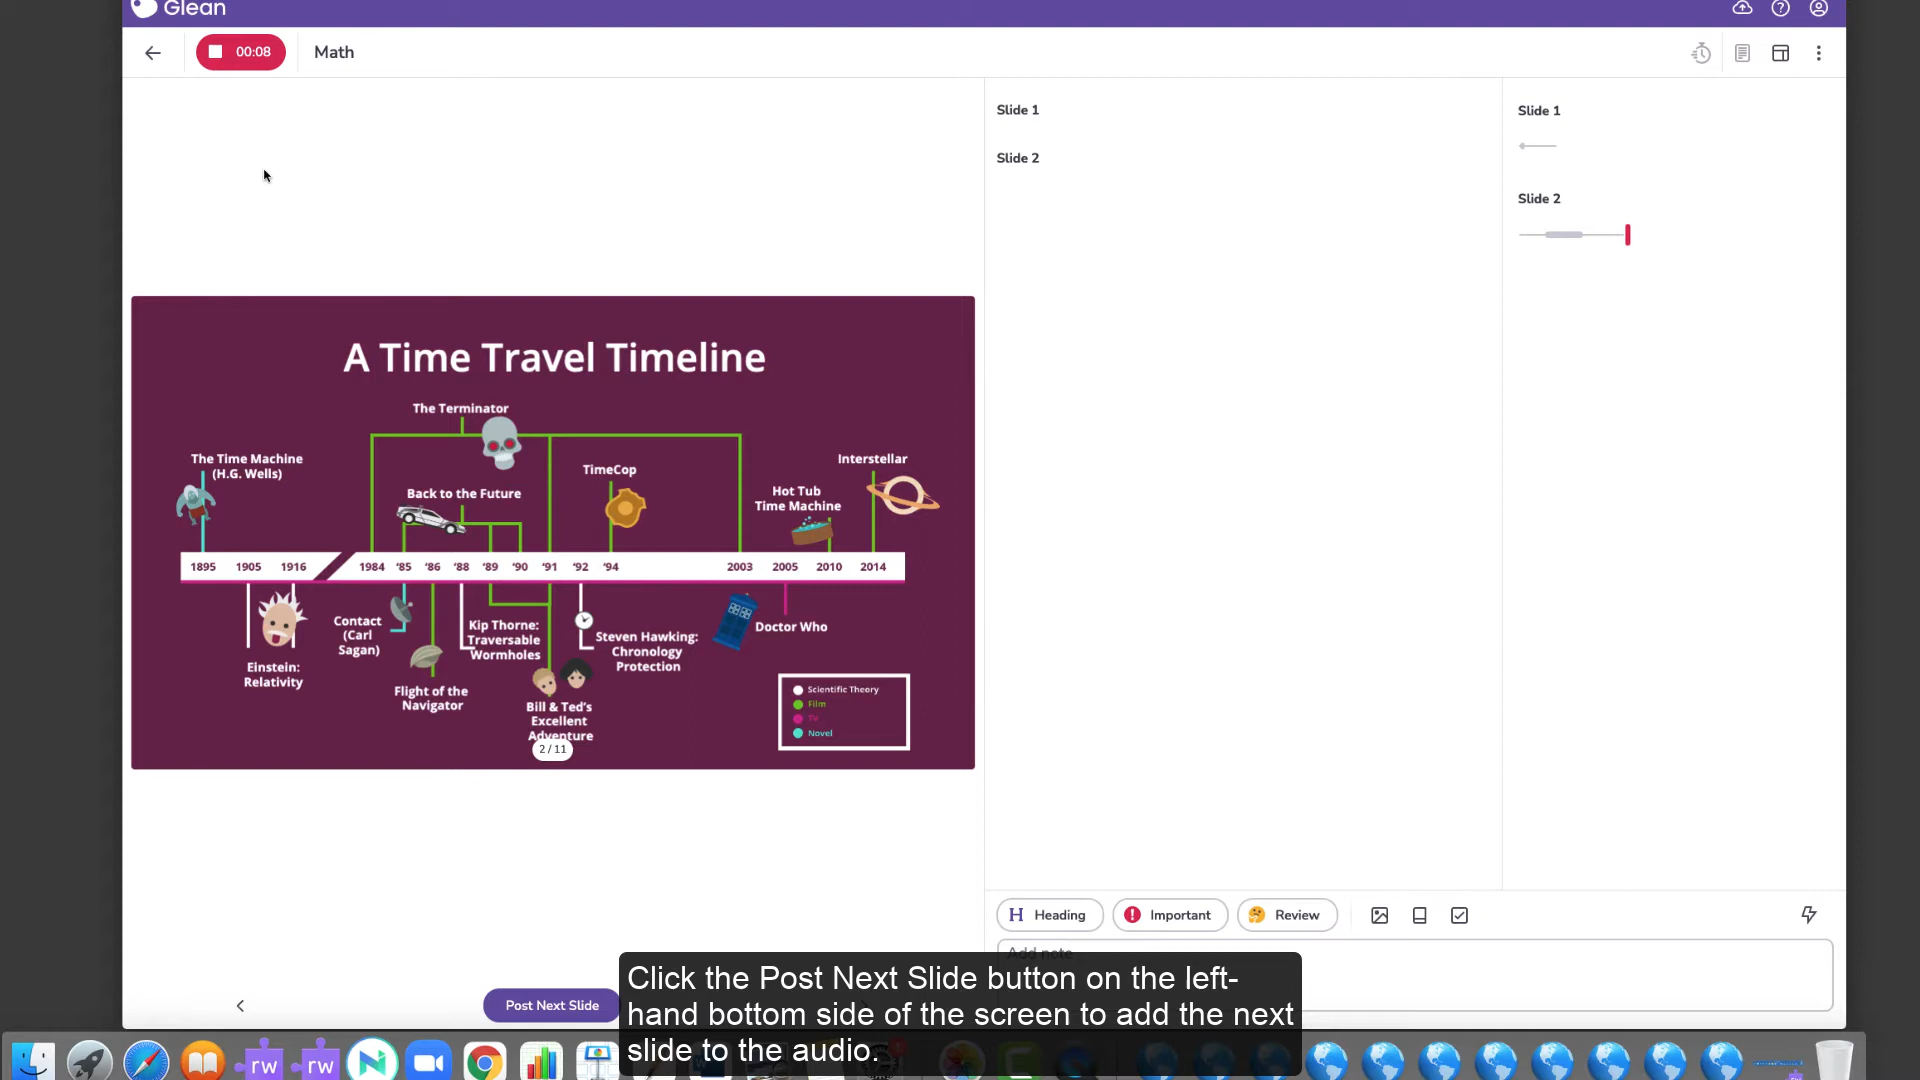 Glean
00:08
Math
Slide 1
Slide 2
Slide 1
Slide 2
A Time Travel Timeline
The Terminator
The Time Machine
(H.G. Wells)
TimeCop
Interstellar
Back to the Future
Hot Tub
Time Machine
1895 1905 1916 1984 '85 '86 '88 '89 '90 '91 '92 '94 2003 2005 2010 2014
Contact
(Carl
Sagan)
Kip Thorne:
Traversable
Wormholes
Steven Hawking:
Chronology
Protection
Doctor Who
Einstein:
Relativity
Flight of the
Navigator
Bill & Ted's
Excellent
Adventure
Scientific Theory
Film
TV
Novel
2 / 11
H Heading
Important
Review
Add note
Post Next Slide
Click the Post Next Slide button on the left-
hand bottom side of the screen to add the next
slide to the audio.
rw
rw